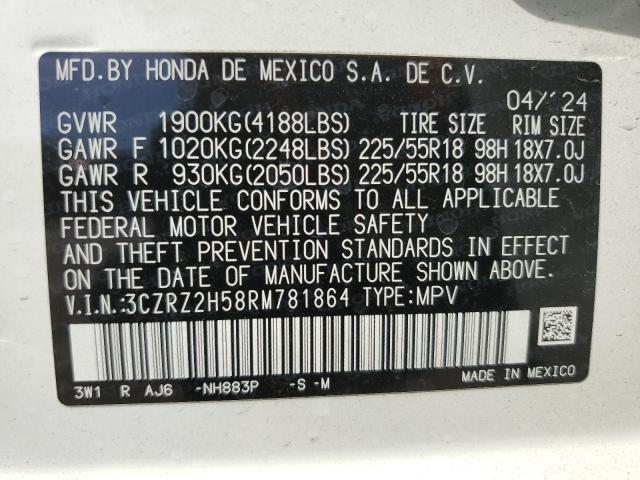 MFD.BY HONDA DE MEXICO S.A. DE C.V.
04/'24
GVWR 1900KG(4188LBS) TIRE SIZE RIM SIZE
GAWR F 1020KG(2248LBS) 225/55R18 98H 18X7.0J
GAWR R 930KG(2050LBS) 225/55R18 98H 18X7.0J
THIS VEHICLE CONFORMS TO ALL APPLICABLE
FEDERAL MOTOR VEHICLE SAFETY
AND THEFT PREVENTION STANDARDS IN EFFECT
ON THE DATE OF MANUFACTURE SHOWN ABOVE.
V.I.N.:3CZRZ2H58RM781864 TYPE:MPV
3W1 R AJ6 -NH883P -S -M
MADE IN MEXICO